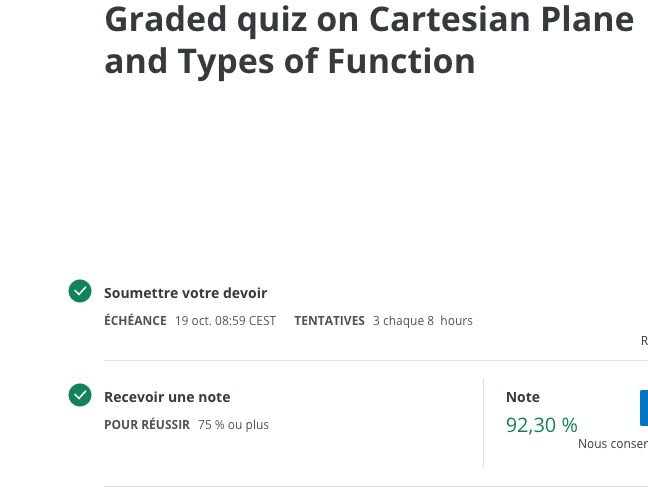 Graded quiz on Cartesian Plane
and Types of Function
Soumettre votre devoir
ÉCHÉANCE 19 oct. 08:59 CEST TENTATIVES 3 chaque 8 hours
R
Recevoir une note
POUR RÉUSSIR 75 % ou plus
Note
92,30 %
Nous conser